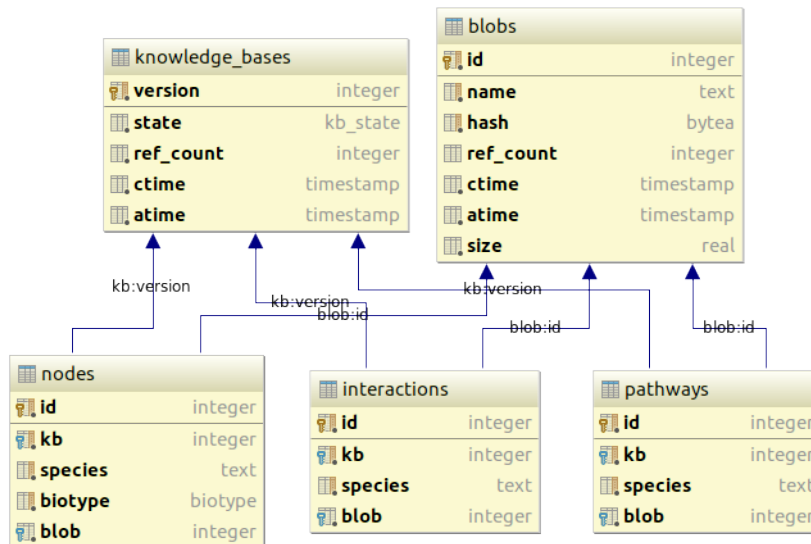 knowledge_bases
version integer
state kb_state
ref_count integer
ctime timestamp
atime timestamp
blobs
id integer
name text
hash bytea
ref_count integer
ctime timestamp
atime timestamp
size real
kb:version
kb:version
kb:version
blob:id
blob:id
blob:id
nodes
id integer
kb integer
species text
biotype biotype
blob integer
interactions
id integer
kb integer
species text
blob integer
pathways
id integer
kb integer
species text
blob integer